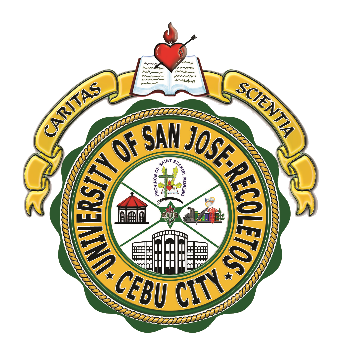 CARITAS
SCIENTIA
UNIVERSITY OF SAN JOSE-RECOLETOS
CEBU CITY